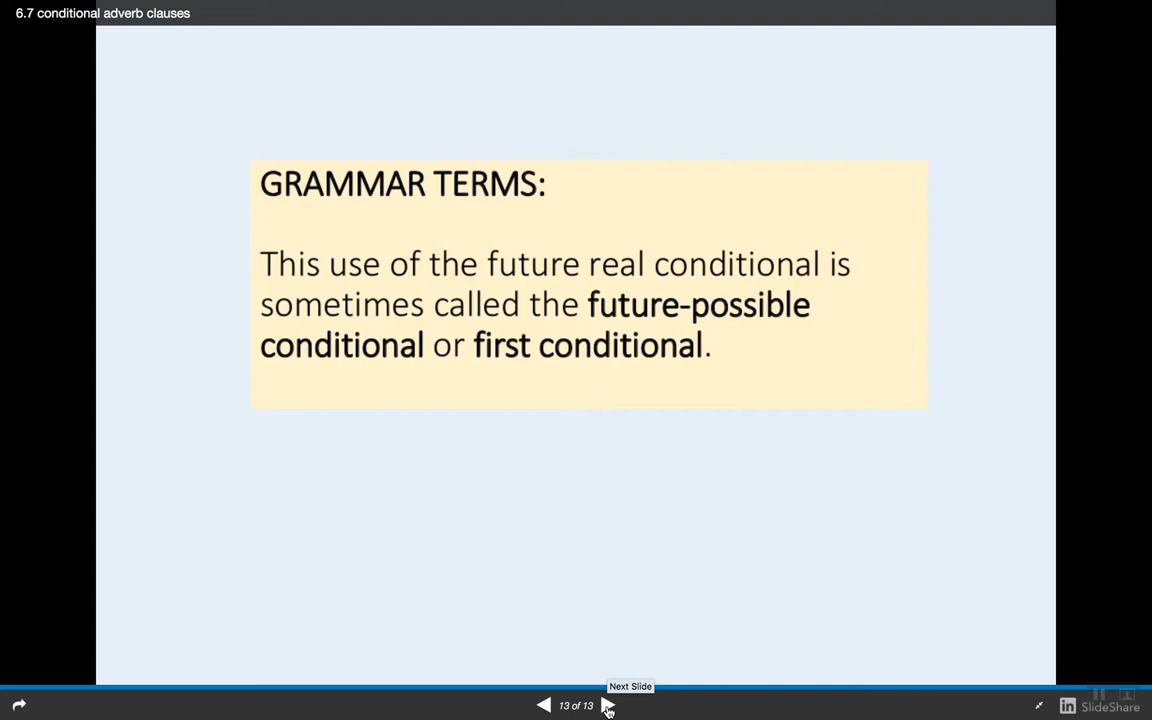 6.7 conditional adverb clauses
GRAMMAR TERMS:
This use of the future real conditional is
sometimes called the future-possible
conditional or first conditional.
Next Slide
13 of 13
in SlideShare